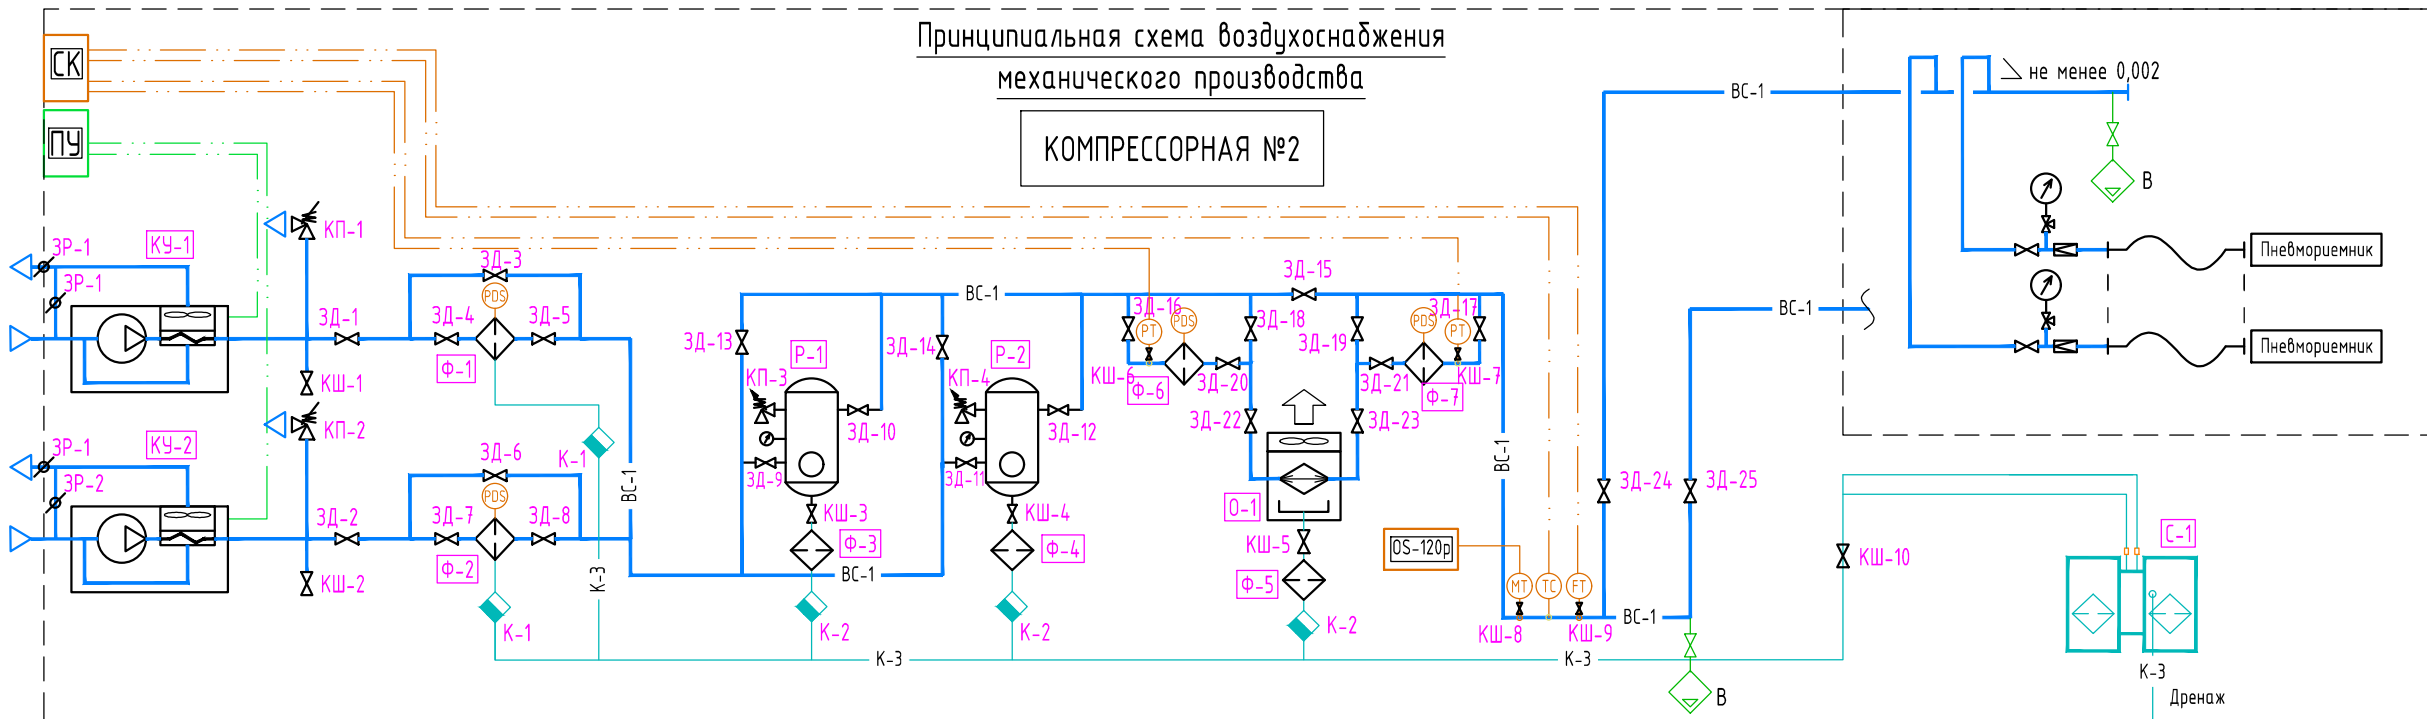 Принципиальная схема воздухоснабжения
механического производства
КОМПРЕССОРНАЯ №2
СК
ПУ
ВС-1
не менее 0,002
В
Пневмориемник
Пневмориемник
ВС-1
ЗР-1
ЗР-1
КУ-1
КП-1
ЗД-1
КШ-1
ЗД-3
PDS
ЗД-4
ЗД-5
Ф-1
ЗР-1
ЗР-2
КУ-2
КП-2
ЗД-2
КШ-2
ЗД-6
PDS
ЗД-7
ЗД-8
Ф-2
К-1
К-1
К-3
ВС-1
ВС-1
ЗД-13
Р-1
КП-3
ЗД-10
ЗД-9
КШ-3
Ф-3
К-2
ВС-1
ЗД-14
Р-2
КП-4
ЗД-12
ЗД-11
КШ-4
Ф-4
К-2
ЗД-15
ЗД-16
PT
PDS
КШ-6
Ф-6
ЗД-18
ЗД-20
ЗД-22
ЗД-19
ЗД-21
ЗД-23
PDS
PT
ЗД-17
КШ-7
Ф-7
О-1
КШ-5
Ф-5
К-2
ВС-1
OS-120р
MT
TC
FT
КШ-8
КШ-9
ВС-1
ЗД-24
ЗД-25
КШ-10
С-1
К-3
К-3
В
К-3
Дренаж